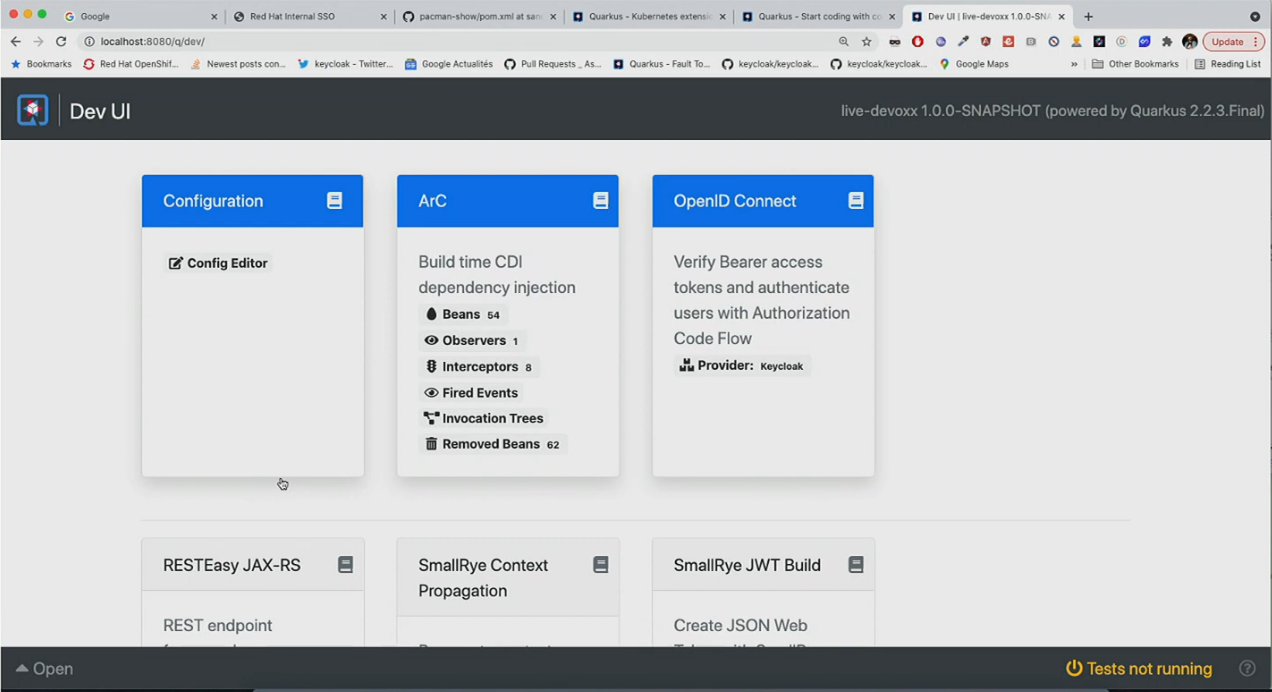 Google
Red Hat Internal SSO
pacman-show/pom.xml at san
Quarkus - Kubernetes extensic
Quarkus - Start coding with co
Dev UI | live-devoxx 1.0.0-SNA
localhost:8080/q/dev/
Update
Bookmarks
Red Hat OpenShif...
Newest posts con...
keycloak - Twitter...
Google Actualités
Pull Requests _ As...
Quarkus - Fault To...
keycloak/keycloak...
keycloak/keycloak...
Google Maps
»
Other Bookmarks
Reading List
Dev UI
live-devoxx 1.0.0-SNAPSHOT (powered by Quarkus 2.2.3.Final)
Configuration
Config Editor
ArC
Build time CDI
dependency injection
Beans 54
Observers 1
Interceptors 8
Fired Events
Invocation Trees
Removed Beans 62
OpenID Connect
Verify Bearer access
tokens and authenticate
users with Authorization
Code Flow
Provider: Keycloak
RESTEasy JAX-RS
REST endpoint
SmallRye Context
Propagation
SmallRye JWT Build
Create JSON Web
Open
Tests not running